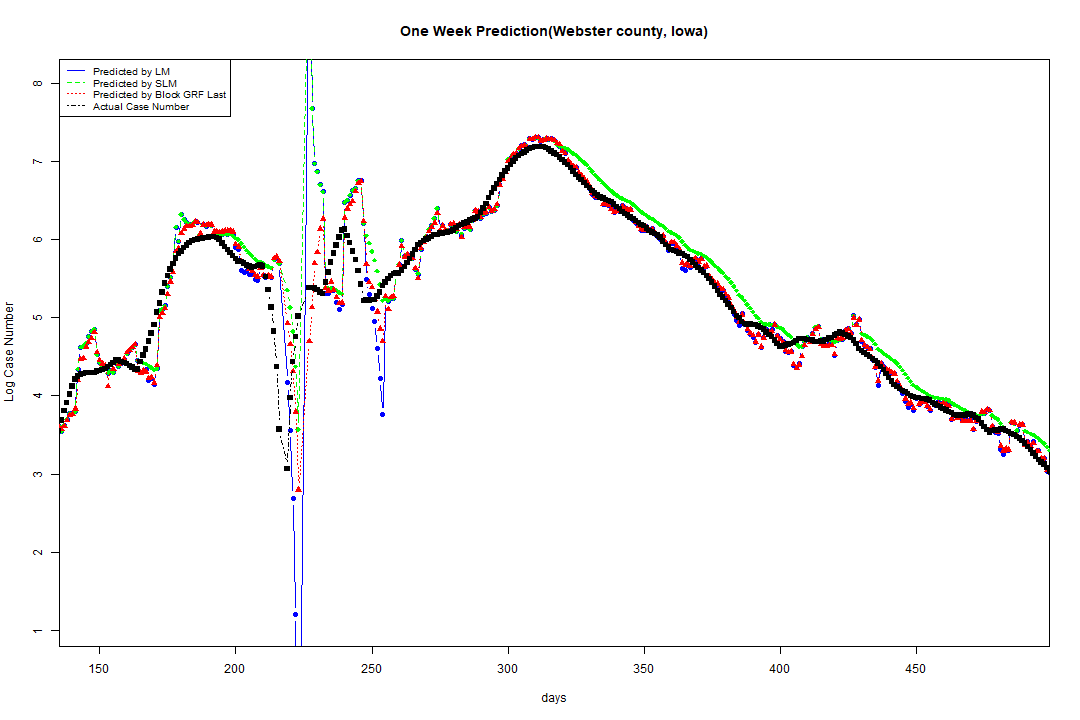 One Week Prediction(Webster county, Iowa)
Predicted by LM
Predicted by SLM
Predicted by Block GRF Last
Actual Case Number
8
7
6
5
4
3
2
1
Log Case Number
150 200 250 300 350 400 450
days